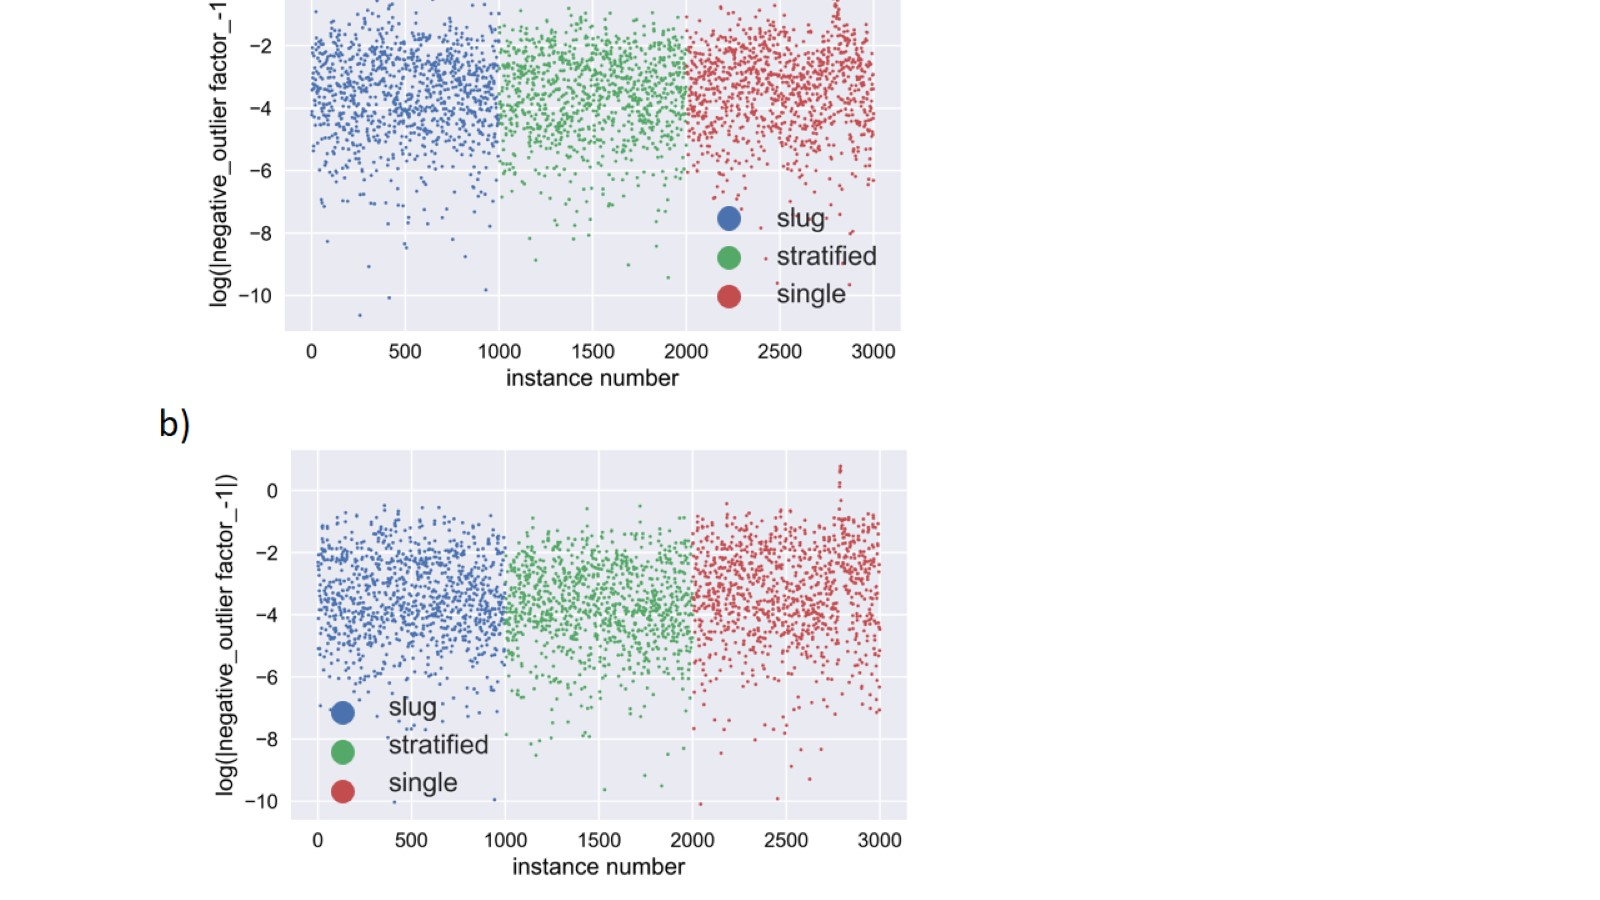 log(|negative_outlier factor_-1
−2
−4
−6
−8
−10
slug
stratified
single
0 500 1000 1500 2000 2500 3000
instance number
b)
log(|negative_outlier factor_-1|)
0
−2
−4
−6
−8
−10
slug
stratified
single
0 500 1000 1500 2000 2500 3000
instance number